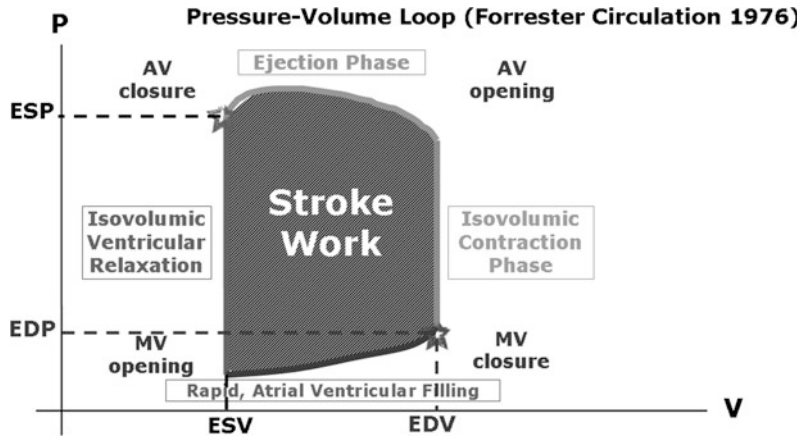 Pressure-Volume Loop (Forrester Circulation 1976)
P
Ejection Phase
AV
closure
AV
opening
ESP
Stroke
Work
Isovolumic
Ventricular
Relaxation
Isovolumic
Contraction
Phase
EDP
MV
opening
MV
closure
Rapid, Atrial Ventricular Filling
V
ESV
EDV